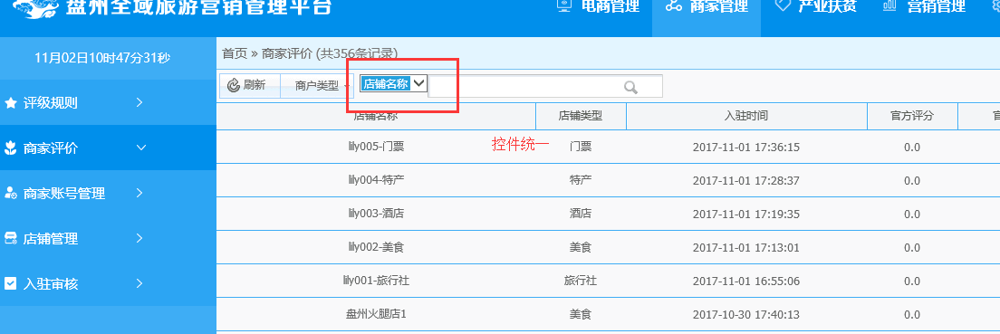 盘州全域旅游营销管理平台
电商管理 商家管理 产业扶贫 营销管理
11月02日10时47分31秒
首页 » 商家评价 (共356条记录)
刷新 商户类型 店铺名称
评级规则
商家评价
商家账号管理
店铺管理
入驻审核
店铺名称 店铺类型 入驻时间 官方评分
控件统一
lily005-门票 门票 2017-11-01 17:36:15 0.0
lily004-特产 特产 2017-11-01 17:28:37 0.0
lily003-酒店 酒店 2017-11-01 17:19:35 0.0
lily002-美食 美食 2017-11-01 17:13:01 0.0
lily001-旅行社 旅行社 2017-11-01 16:55:06 0.0
盘州火腿店1 美食 2017-10-30 17:40:13 0.0